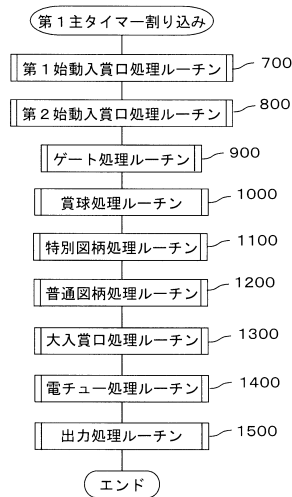 第１主タイマー割り込み
第１始動入賞口処理ルーチン 700
第２始動入賞口処理ルーチン 800
ゲート処理ルーチン 900
賞球処理ルーチン 1000
特別図柄処理ルーチン 1100
普通図柄処理ルーチン 1200
大入賞口処理ルーチン 1300
電チュー処理ルーチン 1400
出力処理ルーチン 1500
エンド